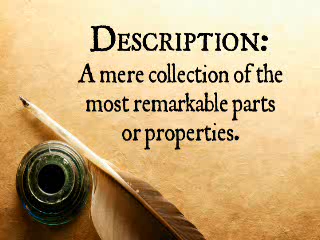 DESCRIPTION:
A mere collection of the
most remarkable parts
or properties.